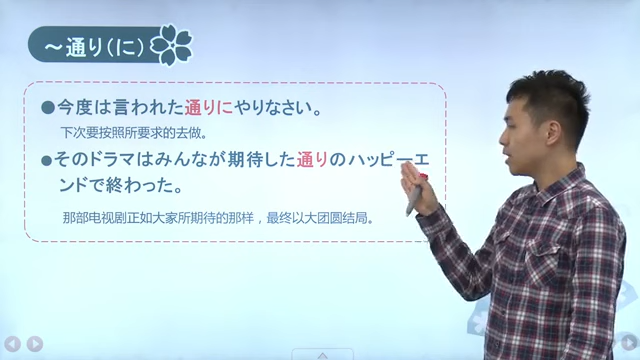 ～通り（に）
●今度は言われた通りにやりなさい。
下次要按照所要求的去做。
●そのドラマはみんなが期待した通りのハッピーエ
ンドで終わった。
那部电视剧正如大家所期待的那样，最终以大团圆结局。